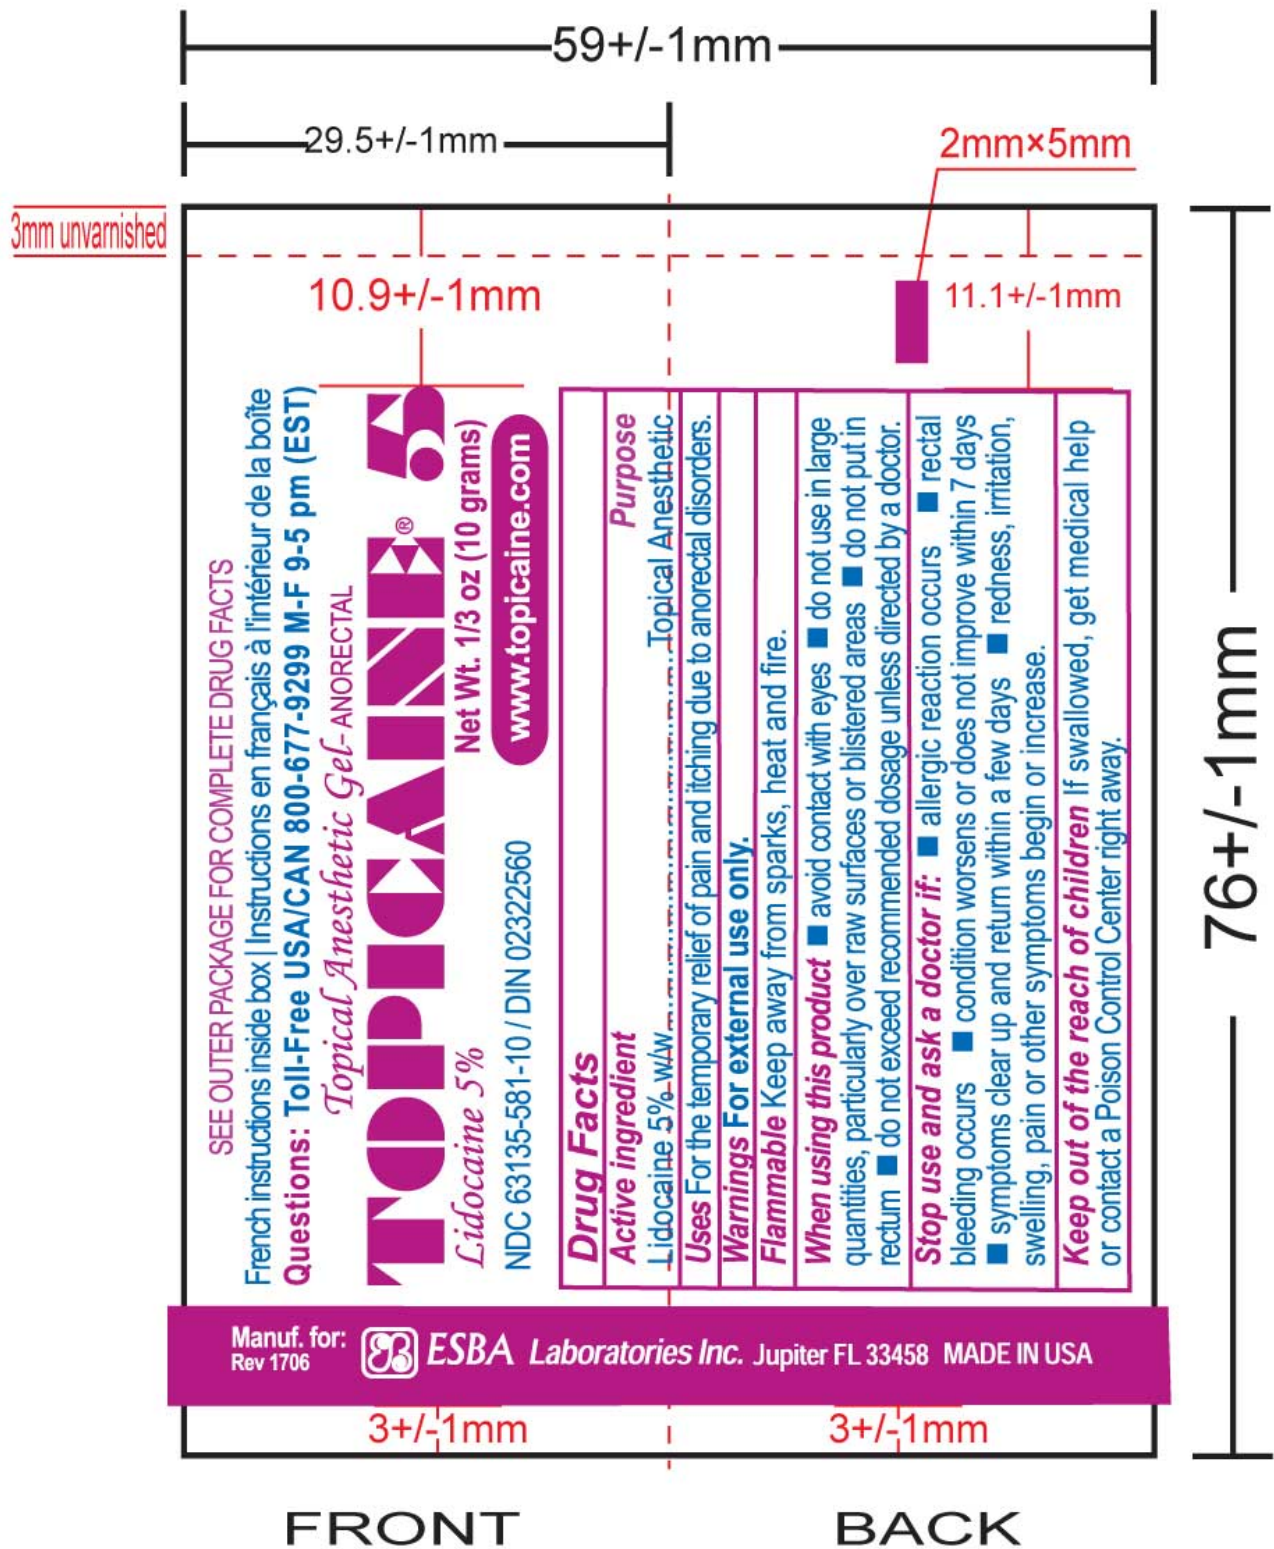 59+/-1mm
29.5+/-1mm
2mm×5mm
3mm unvarnished
10.9+/-1mm
11.1+/-1mm
SEE OUTER PACKAGE FOR COMPLETE DRUG FACTS
French instructions inside box | Instructions en français à l'intérieur de la boîte
Questions: Toll-Free USA/CAN 800-677-9299 M-F 9-5 pm (EST)
Topical Anesthetic Gel-ANORECTAL
TOPICAINE® 5
Lidocaine 5%
Net Wt. 1/3 oz (10 grams)
NDC 63135-581-10 / DIN 02322560
www.topicaine.com
Drug Facts
Active ingredient Purpose
Lidocaine 5% w/w Topical Anesthetic
Uses For the temporary relief of pain and itching due to anorectal disorders.
Warnings For external use only.
Flammable Keep away from sparks, heat and fire.
When using this product ■ avoid contact with eyes ■ do not use in large
quantities, particularly over raw surfaces or blistered areas ■ do not put in
rectum ■ do not exceed recommended dosage unless directed by a doctor.
Stop use and ask a doctor if: ■ allergic reaction occurs ■ rectal
bleeding occurs ■ condition worsens or does not improve within 7 days
■ symptoms clear up and return within a few days ■ redness, irritation,
swelling, pain or other symptoms begin or increase.
Keep out of the reach of children If swallowed, get medical help
or contact a Poison Control Center right away.
76+/-1mm
Manuf. for:
Rev 1706
ESBA Laboratories Inc. Jupiter FL 33458 MADE IN USA
3+/-1mm
3+/-1mm
FRONT
BACK